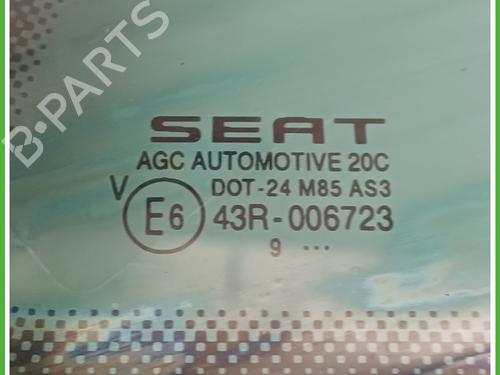 B-PARTS
SEAT
AGC AUTOMOTIVE 20C
V
DOT-24 M85 AS3
E6 43R-006723
9 ...